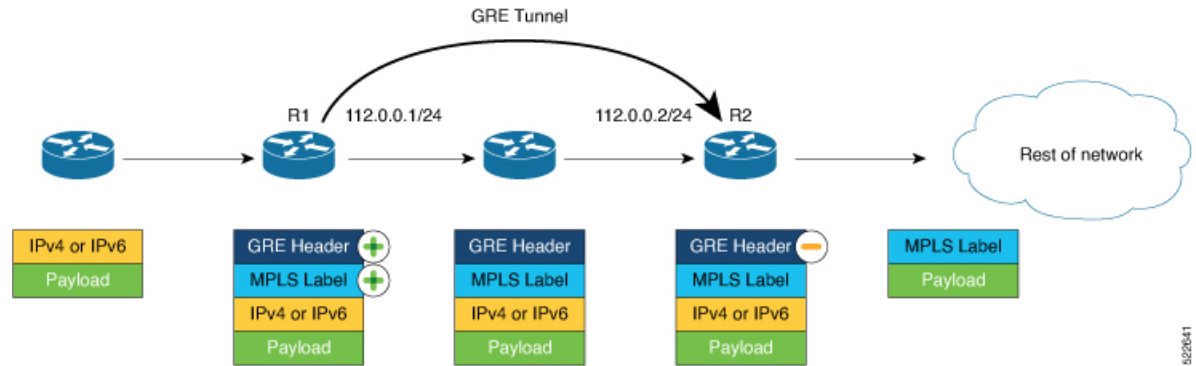 GRE Tunnel
R1
112.0.0.1/24
112.0.0.2/24
R2
Rest of network
IPv4 or IPv6
Payload
GRE Header
MPLS Label
IPv4 or IPv6
Payload
GRE Header
MPLS Label
IPv4 or IPv6
Payload
GRE Header
MPLS Label
IPv4 or IPv6
Payload
MPLS Label
Payload
522641